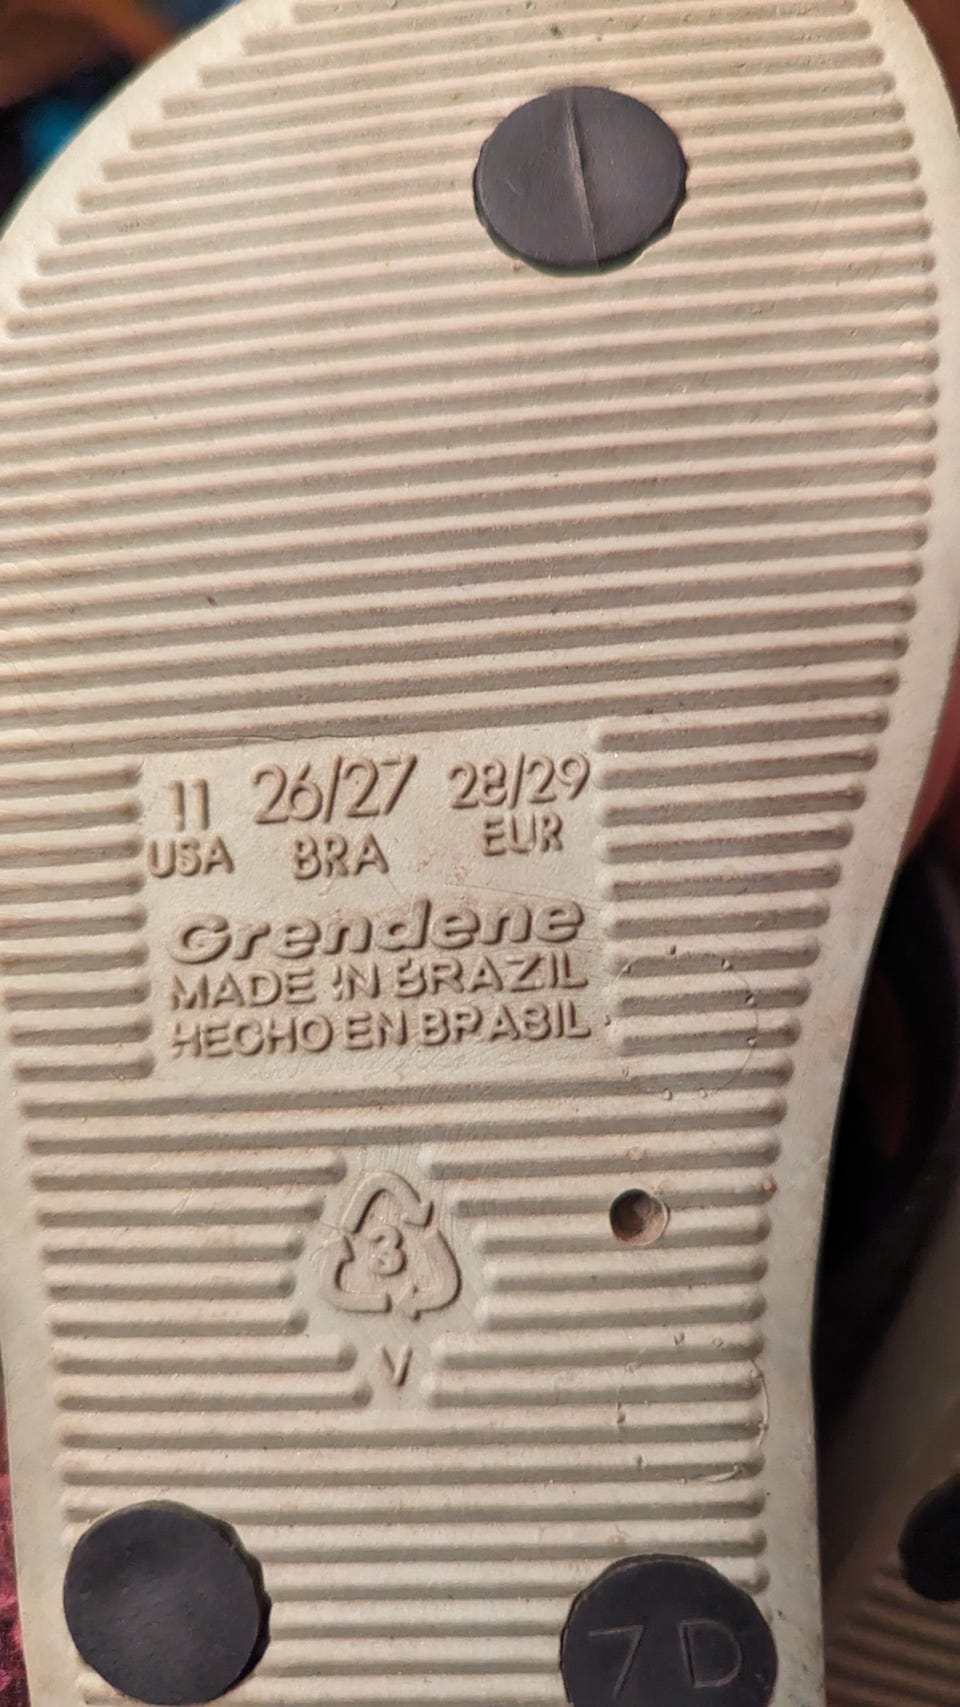 11 26/27 28/29
USA BRA EUR
Grendene
MADE IN BRAZIL
HECHO EN BRASIL
3
V
7D